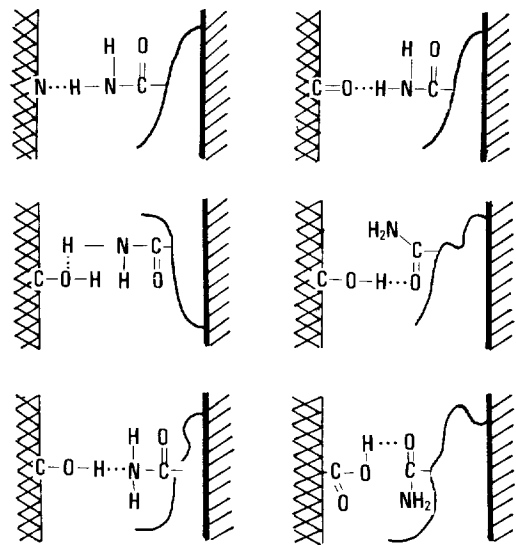 H O
N···H—N—C
H O
C=O···H—N—C
H — N — C
C—O—H H O
H₂N
C
C—O—H···O
H O
C—O—H···N—C
H
H···O
C O C
O NH₂